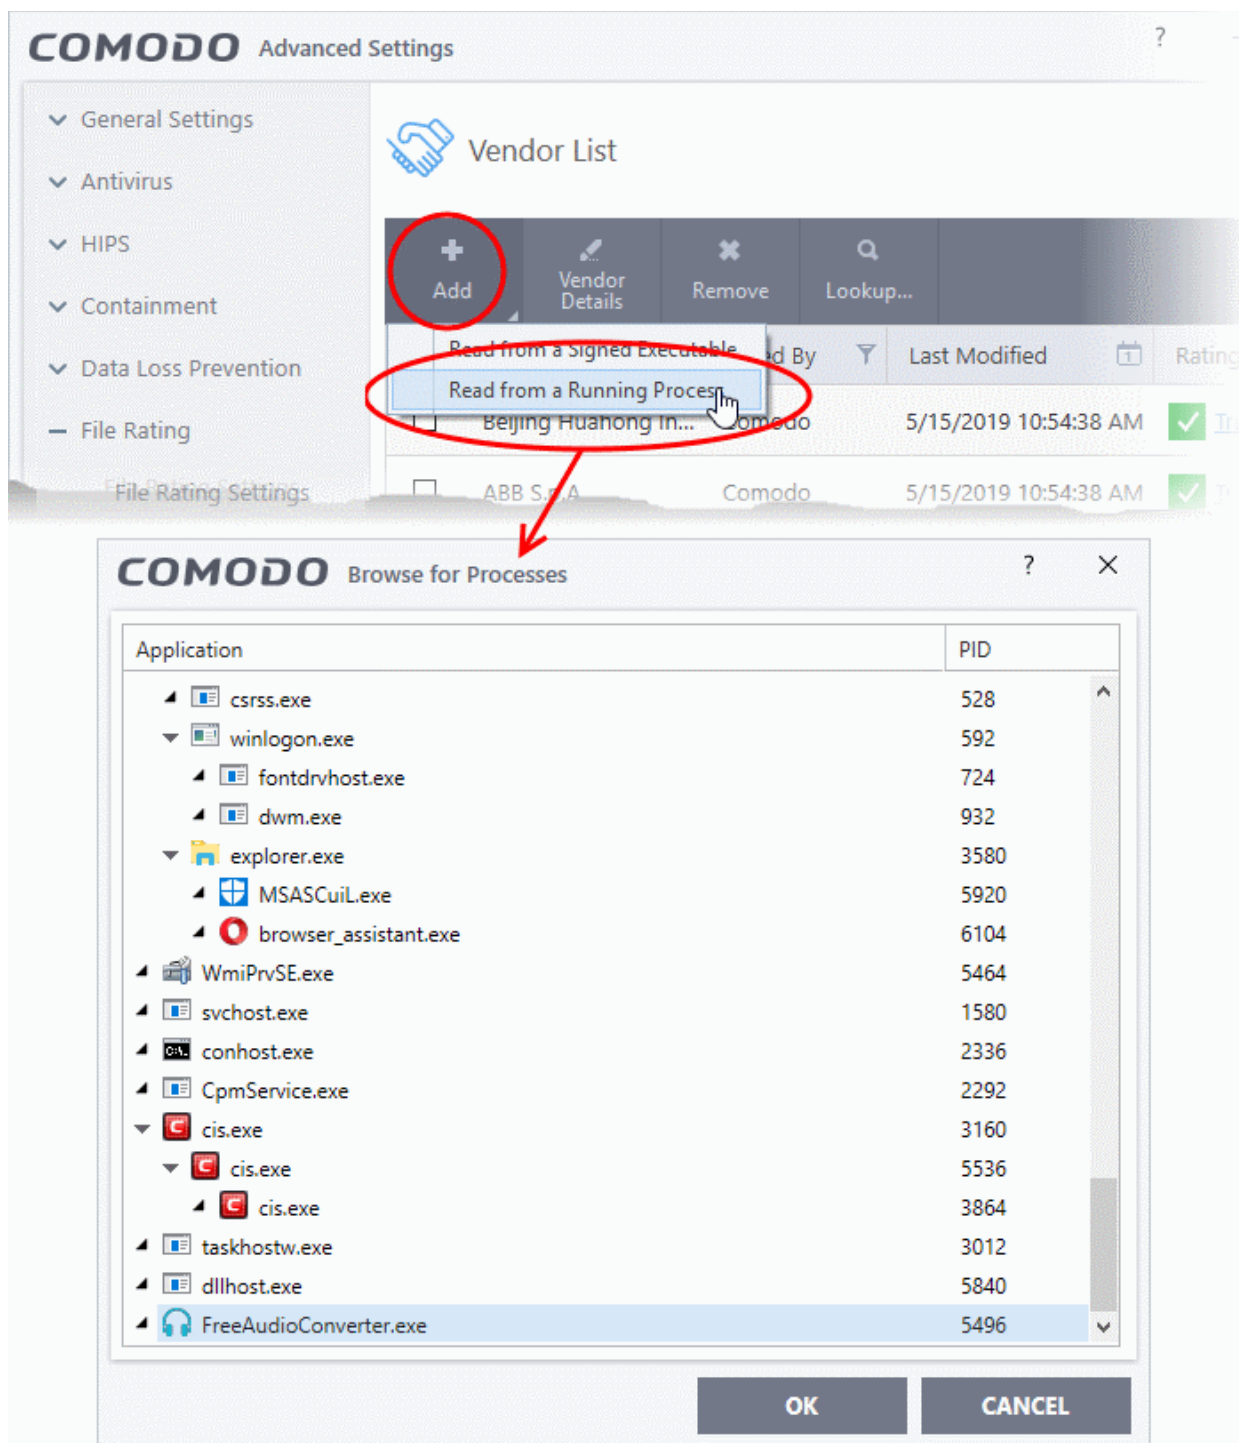 COMODO Advanced Settings ?
General Settings
Antivirus
HIPS
Containment
Data Loss Prevention
File Rating
File Rating Settings
Vendor List
Add
Vendor
Details
Remove
Lookup...
Read from a Signed Executable
Read from a Running Process
ed By Last Modified 1 Rating
Beijing Huahong In... Comodo 5/15/2019 10:54:38 AM
ABB S.p.A Comodo 5/15/2019 10:54:38 AM
COMODO Browse for Processes ?
Application PID
csrss.exe 528
winlogon.exe 592
fontdrvhost.exe 724
dwm.exe 932
explorer.exe 3580
MSASCuiL.exe 5920
browser_assistant.exe 6104
WmiPrvSE.exe 5464
svchost.exe 1580
conhost.exe 2336
CpmService.exe 2292
cis.exe 3160
cis.exe 5536
cis.exe 3864
taskhostw.exe 3012
dllhost.exe 5840
FreeAudioConverter.exe 5496
OK CANCEL